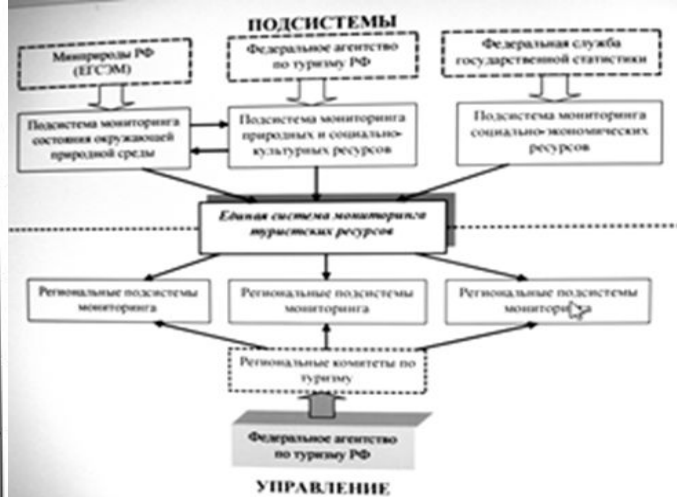 ПОДСИСТЕМЫ
Минприроды РФ
(ЕГСЭМ)
Федеральное агентство
по туризму РФ
Федеральная служба
государственной статистики
Подсистема мониторинга
состояния окружающей
природной среды
Подсистема мониторинга
природных и социально-
культурных ресурсов
Подсистема мониторинга
социально-экономических
ресурсов
Единая система мониторинга
туристских ресурсов
Региональные подсистемы
мониторинга
Региональные подсистемы
мониторинга
Региональные подсистемы
мониторинга
Региональные комитеты по
туризму
Федеральное агентство
по туризму РФ
УПРАВЛЕНИЕ